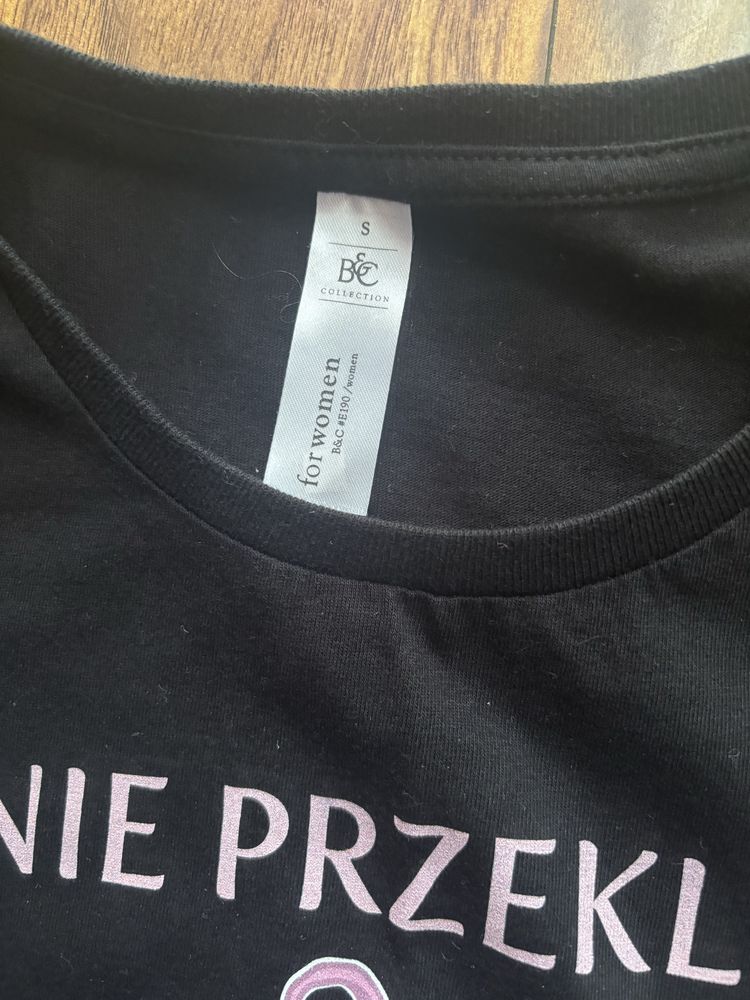 S
B&C
COLLECTION
for women
B&C #E190 /women
NIE PRZEKL